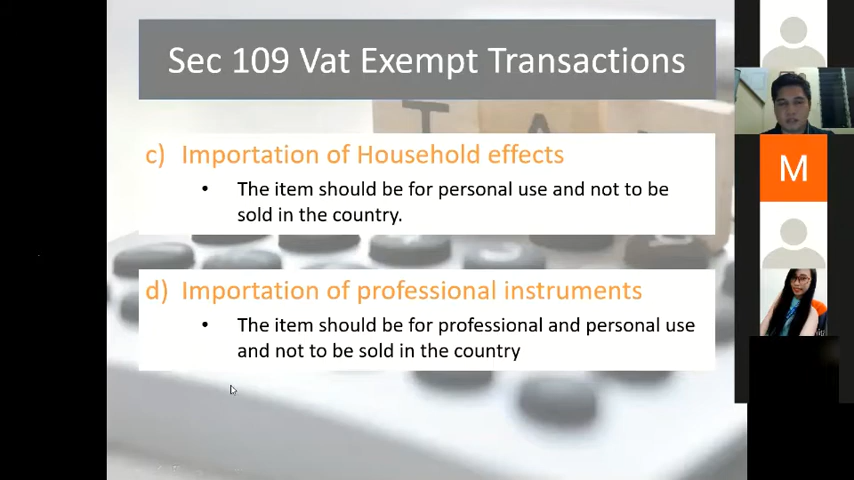 Sec 109 Vat Exempt Transactions
T A
c) Importation of Household effects
• The item should be for personal use and not to be
sold in the country.
M
d) Importation of professional instruments
• The item should be for professional and personal use
and not to be sold in the country